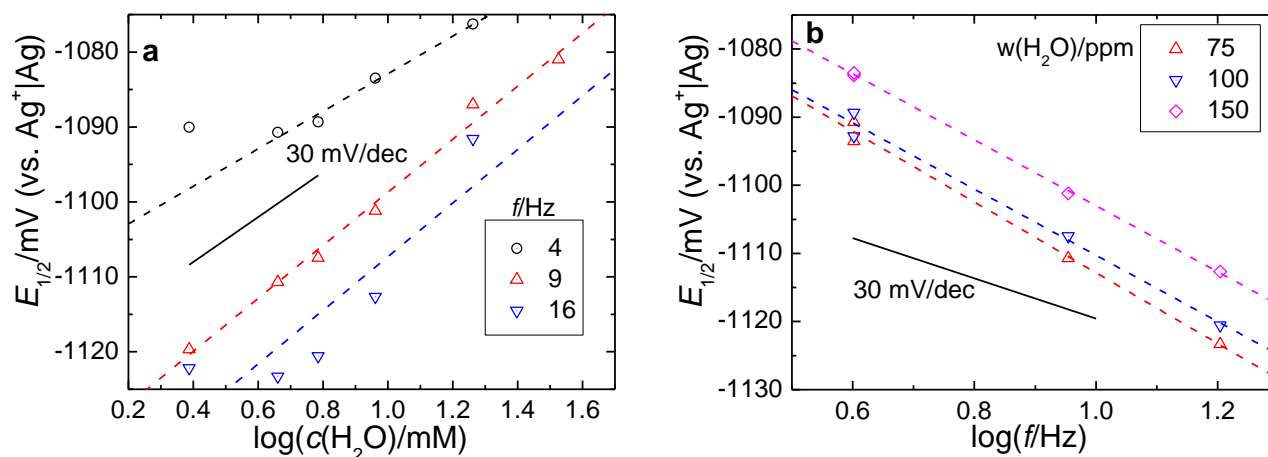 a
-1080
-1090
-1100
-1110
-1120
E1/2/mV (vs. Ag+|Ag)
30 mV/dec
f/Hz
4
9
16
0.2 0.4 0.6 0.8 1.0 1.2 1.4 1.6
log(c(H2O)/mM)
b
-1080
-1090
-1100
-1110
-1120
-1130
E1/2/mV (vs. Ag+|Ag)
w(H2O)/ppm
75
100
150
30 mV/dec
0.6 0.8 1.0 1.2
log(f/Hz)